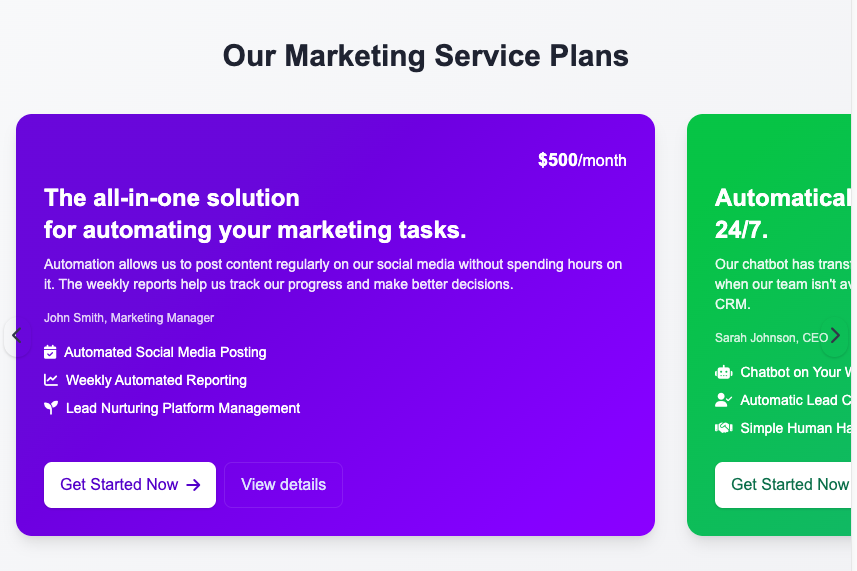 Our Marketing Service Plans
$500/month
The all-in-one solution
for automating your marketing tasks.
Automation allows us to post content regularly on our social media without spending hours on
it. The weekly reports help us track our progress and make better decisions.
John Smith, Marketing Manager
Automated Social Media Posting
Weekly Automated Reporting
Lead Nurturing Platform Management
Get Started Now
View details
24/7.
Our chatbot has
when our team isn't
CRM.
Sarah Johnson, CEO
Chatbot on Your
Automatic Lead
Simple Human
Get Started Now